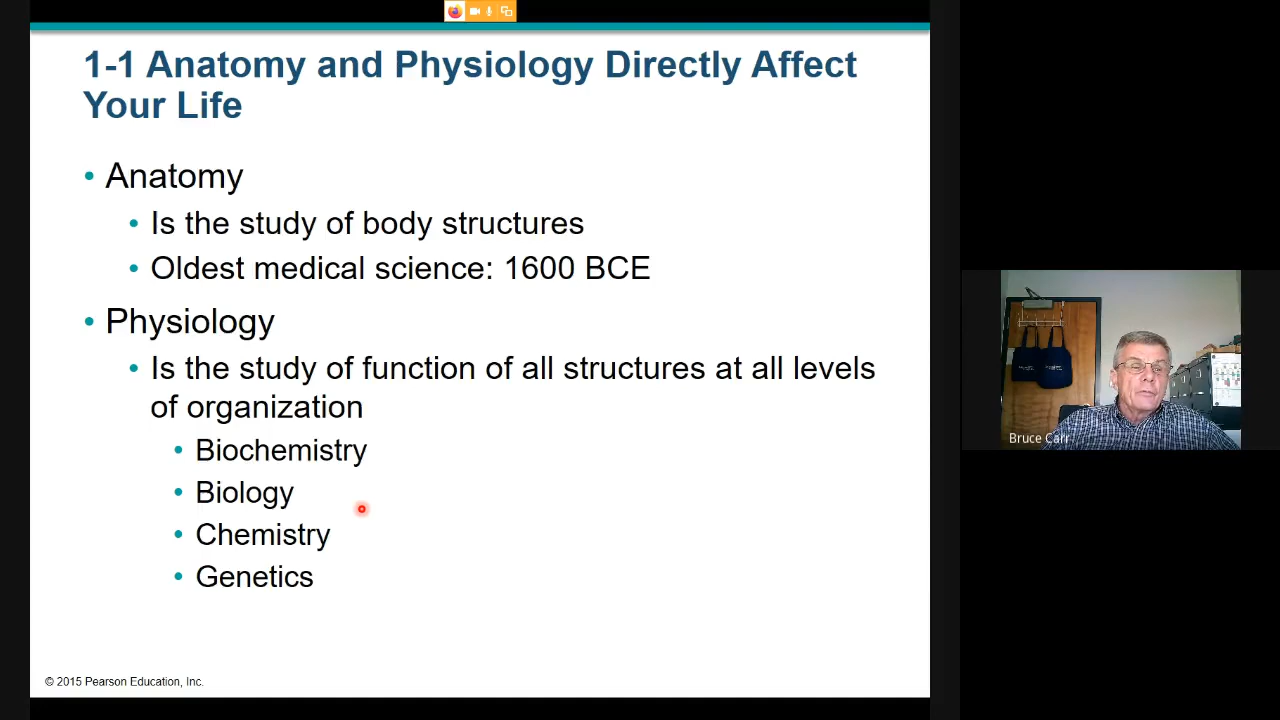 1-1 Anatomy and Physiology Directly Affect
Your Life
• Anatomy
• Is the study of body structures
• Oldest medical science: 1600 BCE
• Physiology
• Is the study of function of all structures at all levels
of organization
• Biochemistry
• Biology
• Chemistry
• Genetics
© 2015 Pearson Education, Inc.
Bruce Carr